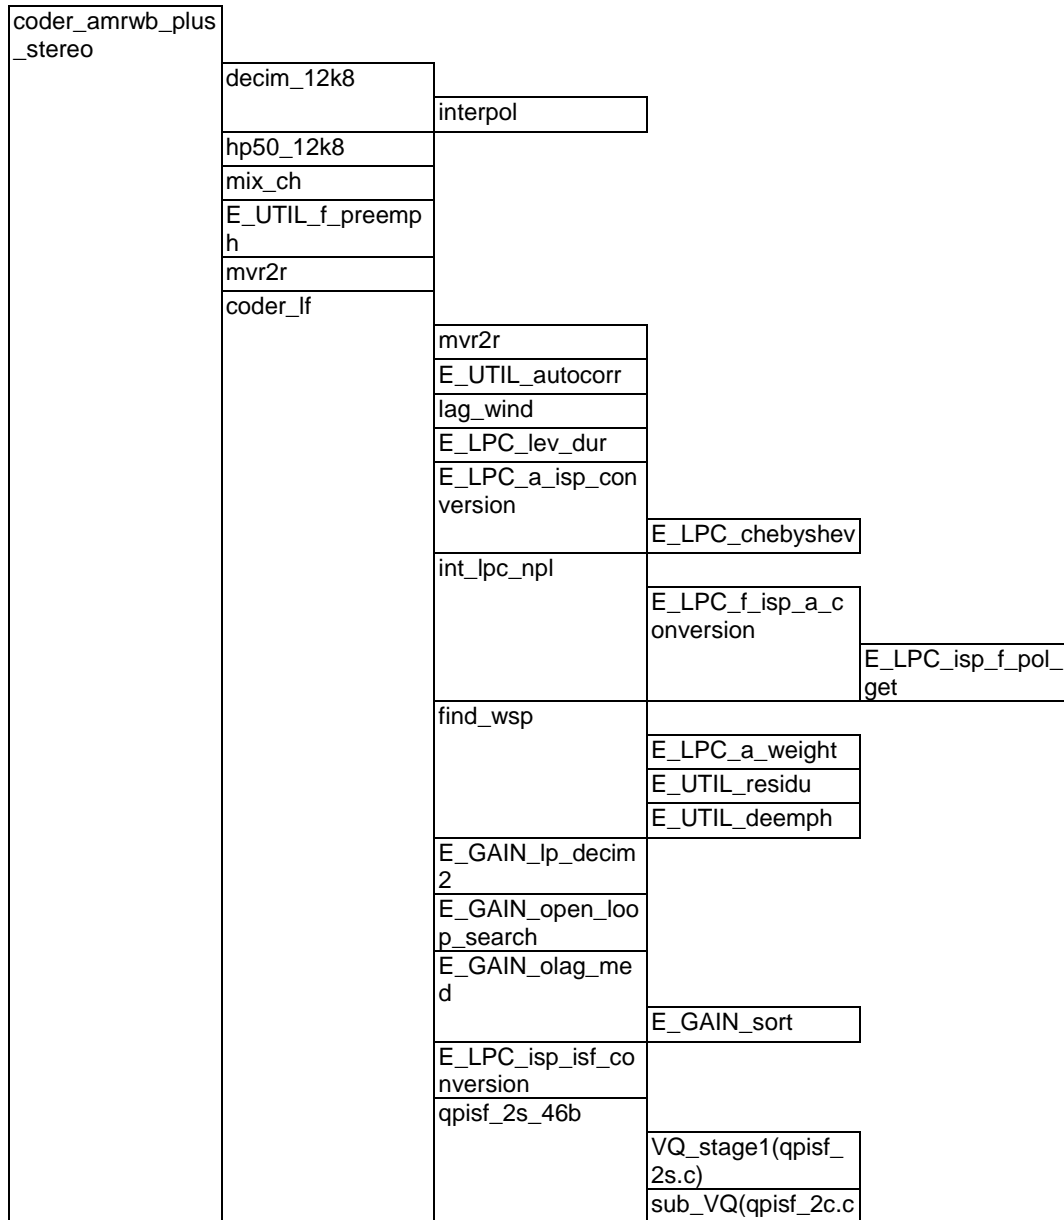 coder_amrwb_plus
_stereo
decim_12k8
interpol
hp50_12k8
mix_ch
E_UTIL_f_preemp
h
mvr2r
coder_lf
mvr2r
E_UTIL_autocorr
lag_wind
E_LPC_lev_dur
E_LPC_a_isp_con
version
E_LPC_chebyshev
int_lpc_npl
E_LPC_f_isp_a_c
onversion
E_LPC_isp_f_pol_
get
find_wsp
E_LPC_a_weight
E_UTIL_residu
E_UTIL_deemph
E_GAIN_lp_decim
2
E_GAIN_open_loo
p_search
E_GAIN_olag_me
d
E_GAIN_sort
E_LPC_isp_isf_co
nversion
qpisf_2s_46b
VQ_stage1(qpisf_
2s.c)
sub_VQ(qpisf_2c.c